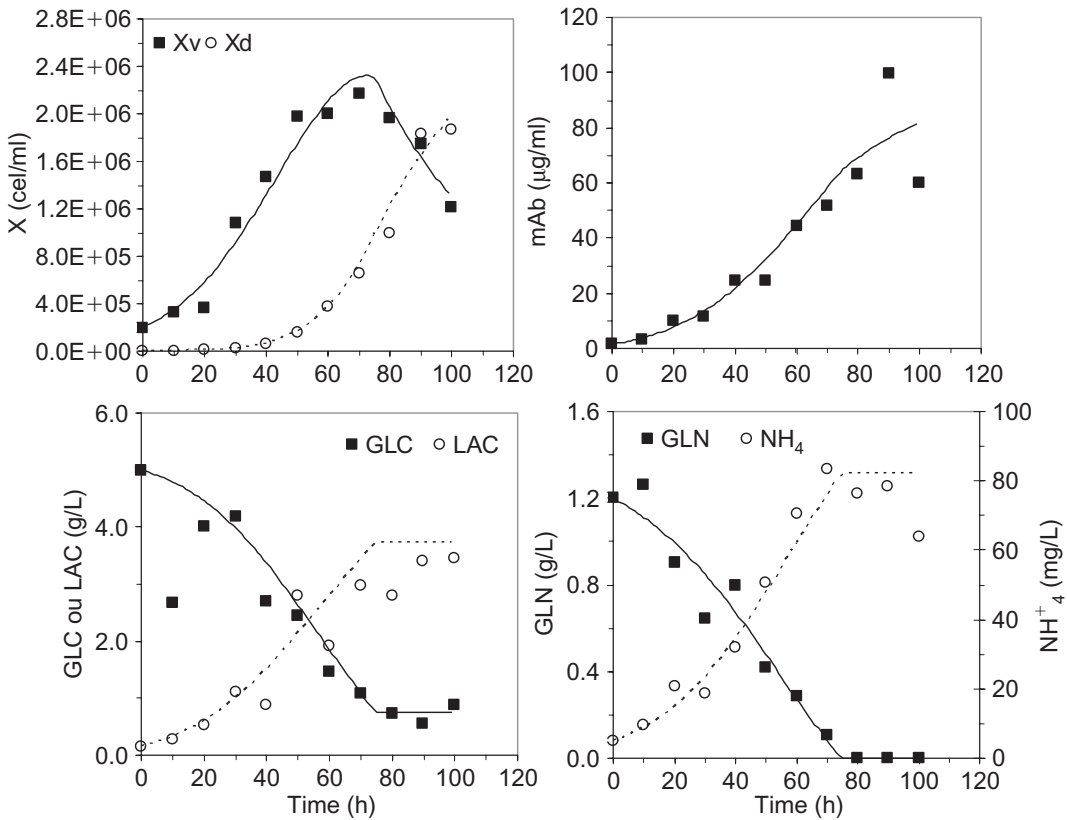 2.8E+06
2.4E+06
2.0E+06
1.6E+06
1.2E+06
8.0E+05
4.0E+05
0.0E+00
X (cel/ml)
Xv Xd
0 20 40 60 80 100 120
120
100
80
60
40
20
0
mAb (µg/ml)
0 20 40 60 80 100 120
6.0
4.0
2.0
0.0
GLC ou LAC (g/L)
GLC LAC
0 20 40 60 80 100 120
Time (h)
1.6
1.2
0.8
0.4
0.0
GLN (g/L)
GLN NH4
100
80
60
40
20
0
NH+4 (mg/L)
0 20 40 60 80 100 120
Time (h)